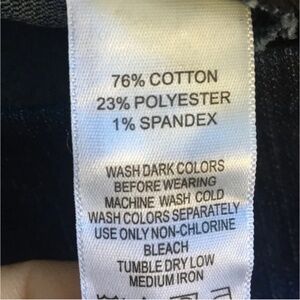 76% COTTON
23% POLYESTER
1% SPANDEX
WASH DARK COLORS
BEFORE WEARING
MACHINE WASH COLD
WASH COLORS SEPARATELY
USE ONLY NON-CHLORINE
BLEACH
TUMBLE DRY LOW
MEDIUM IRON